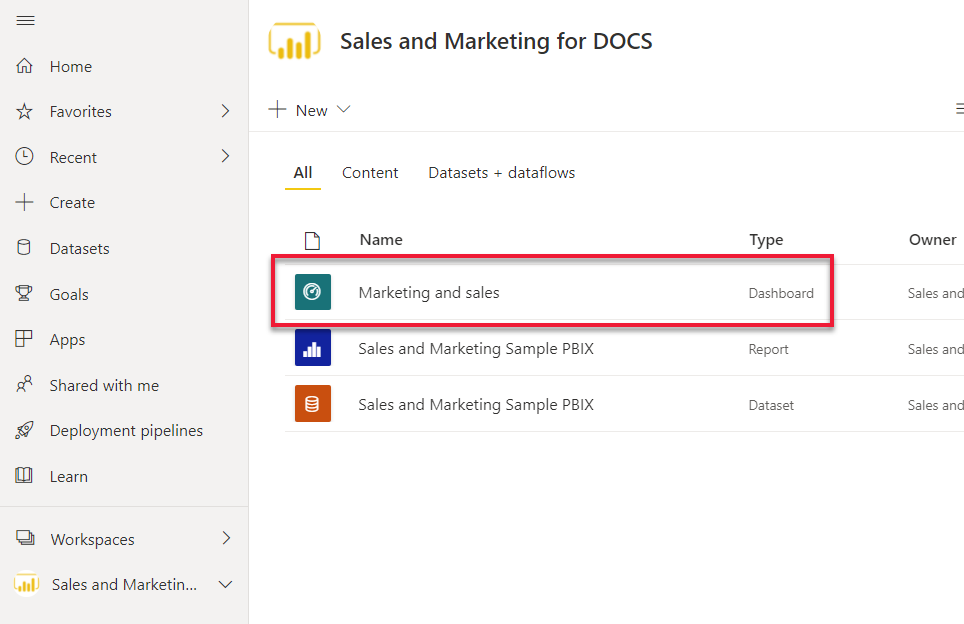 Sales and Marketing for DOCS
Home
Favorites
Recent
Create
Datasets
Goals
Apps
Shared with me
Deployment pipelines
Learn
Workspaces
Sales and Marketin...
New
All Content Datasets + dataflows
Name Type Owner
Marketing and sales Dashboard Sales and
Sales and Marketing Sample PBIX Report Sales and
Sales and Marketing Sample PBIX Dataset Sales and